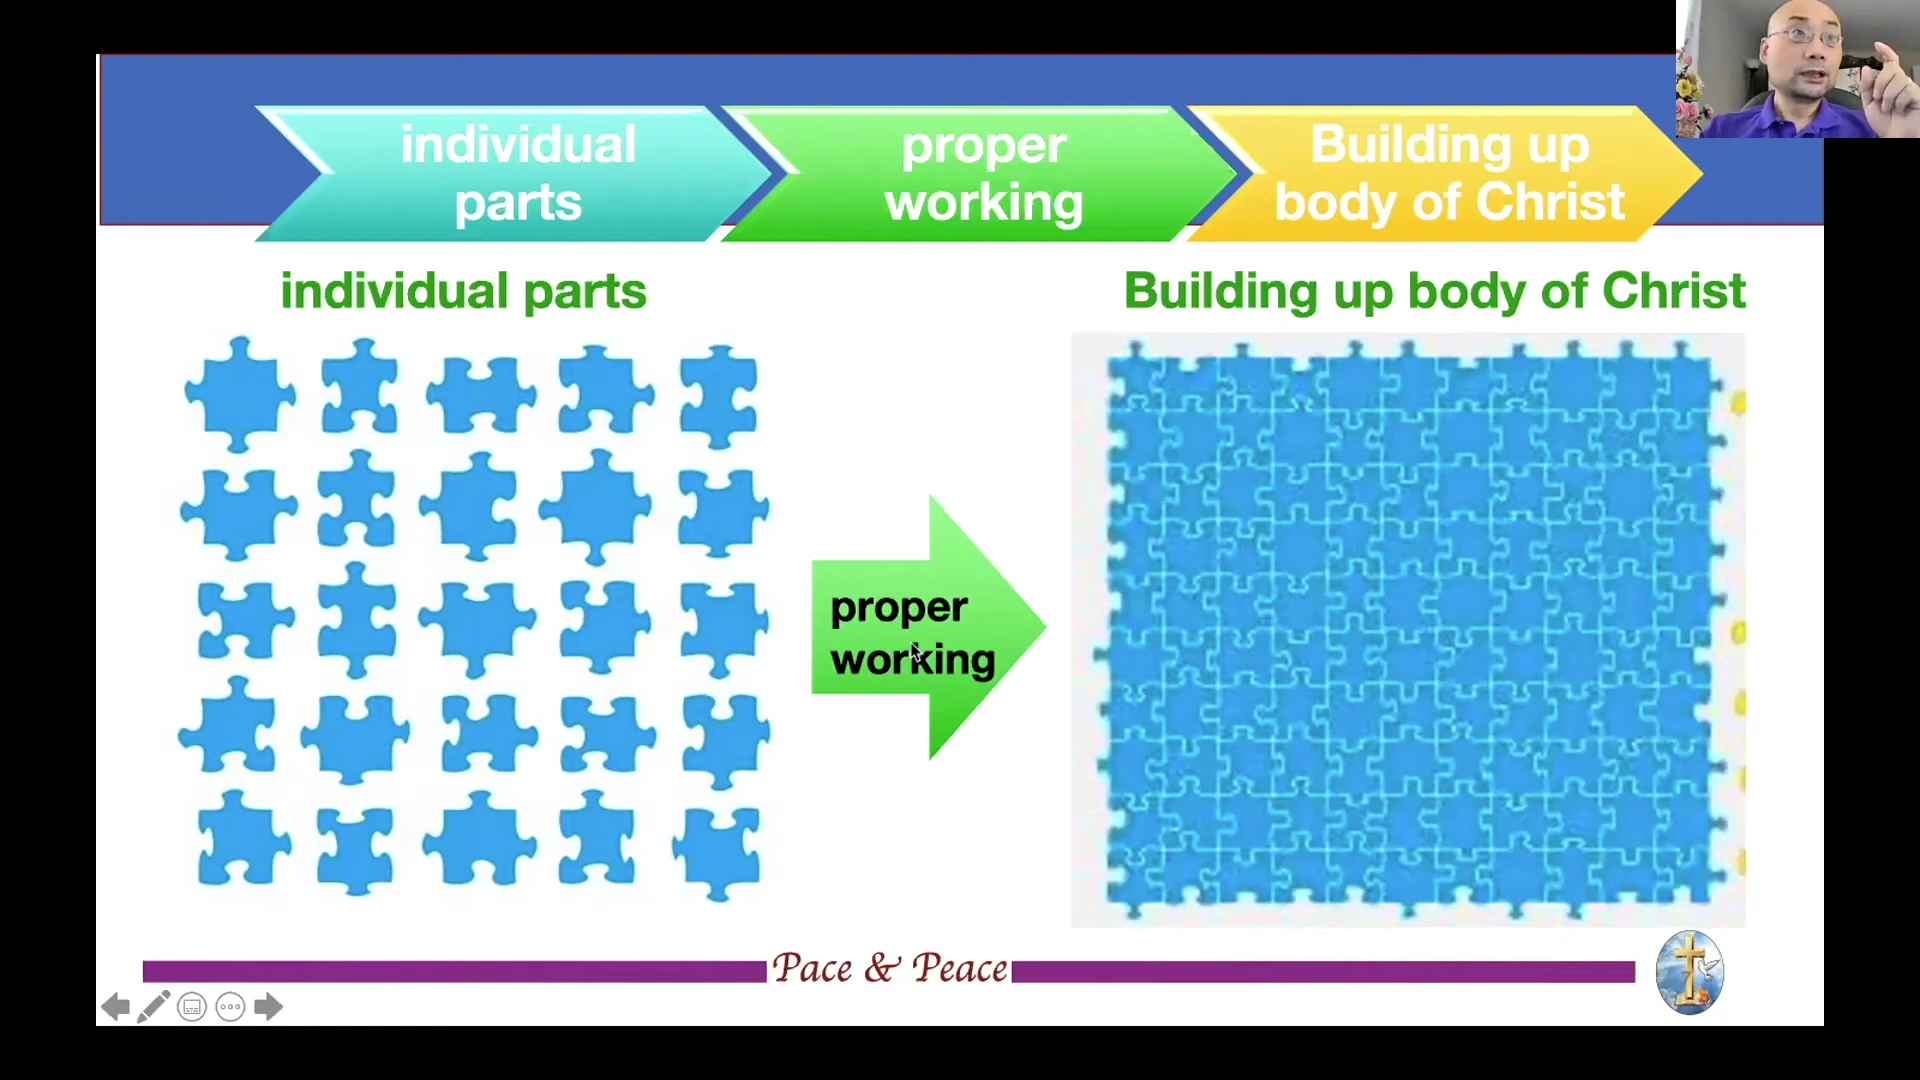 individual
parts
proper
working
Building up
body of Christ
individual parts
Building up body of Christ
proper
working
Pace & Peace